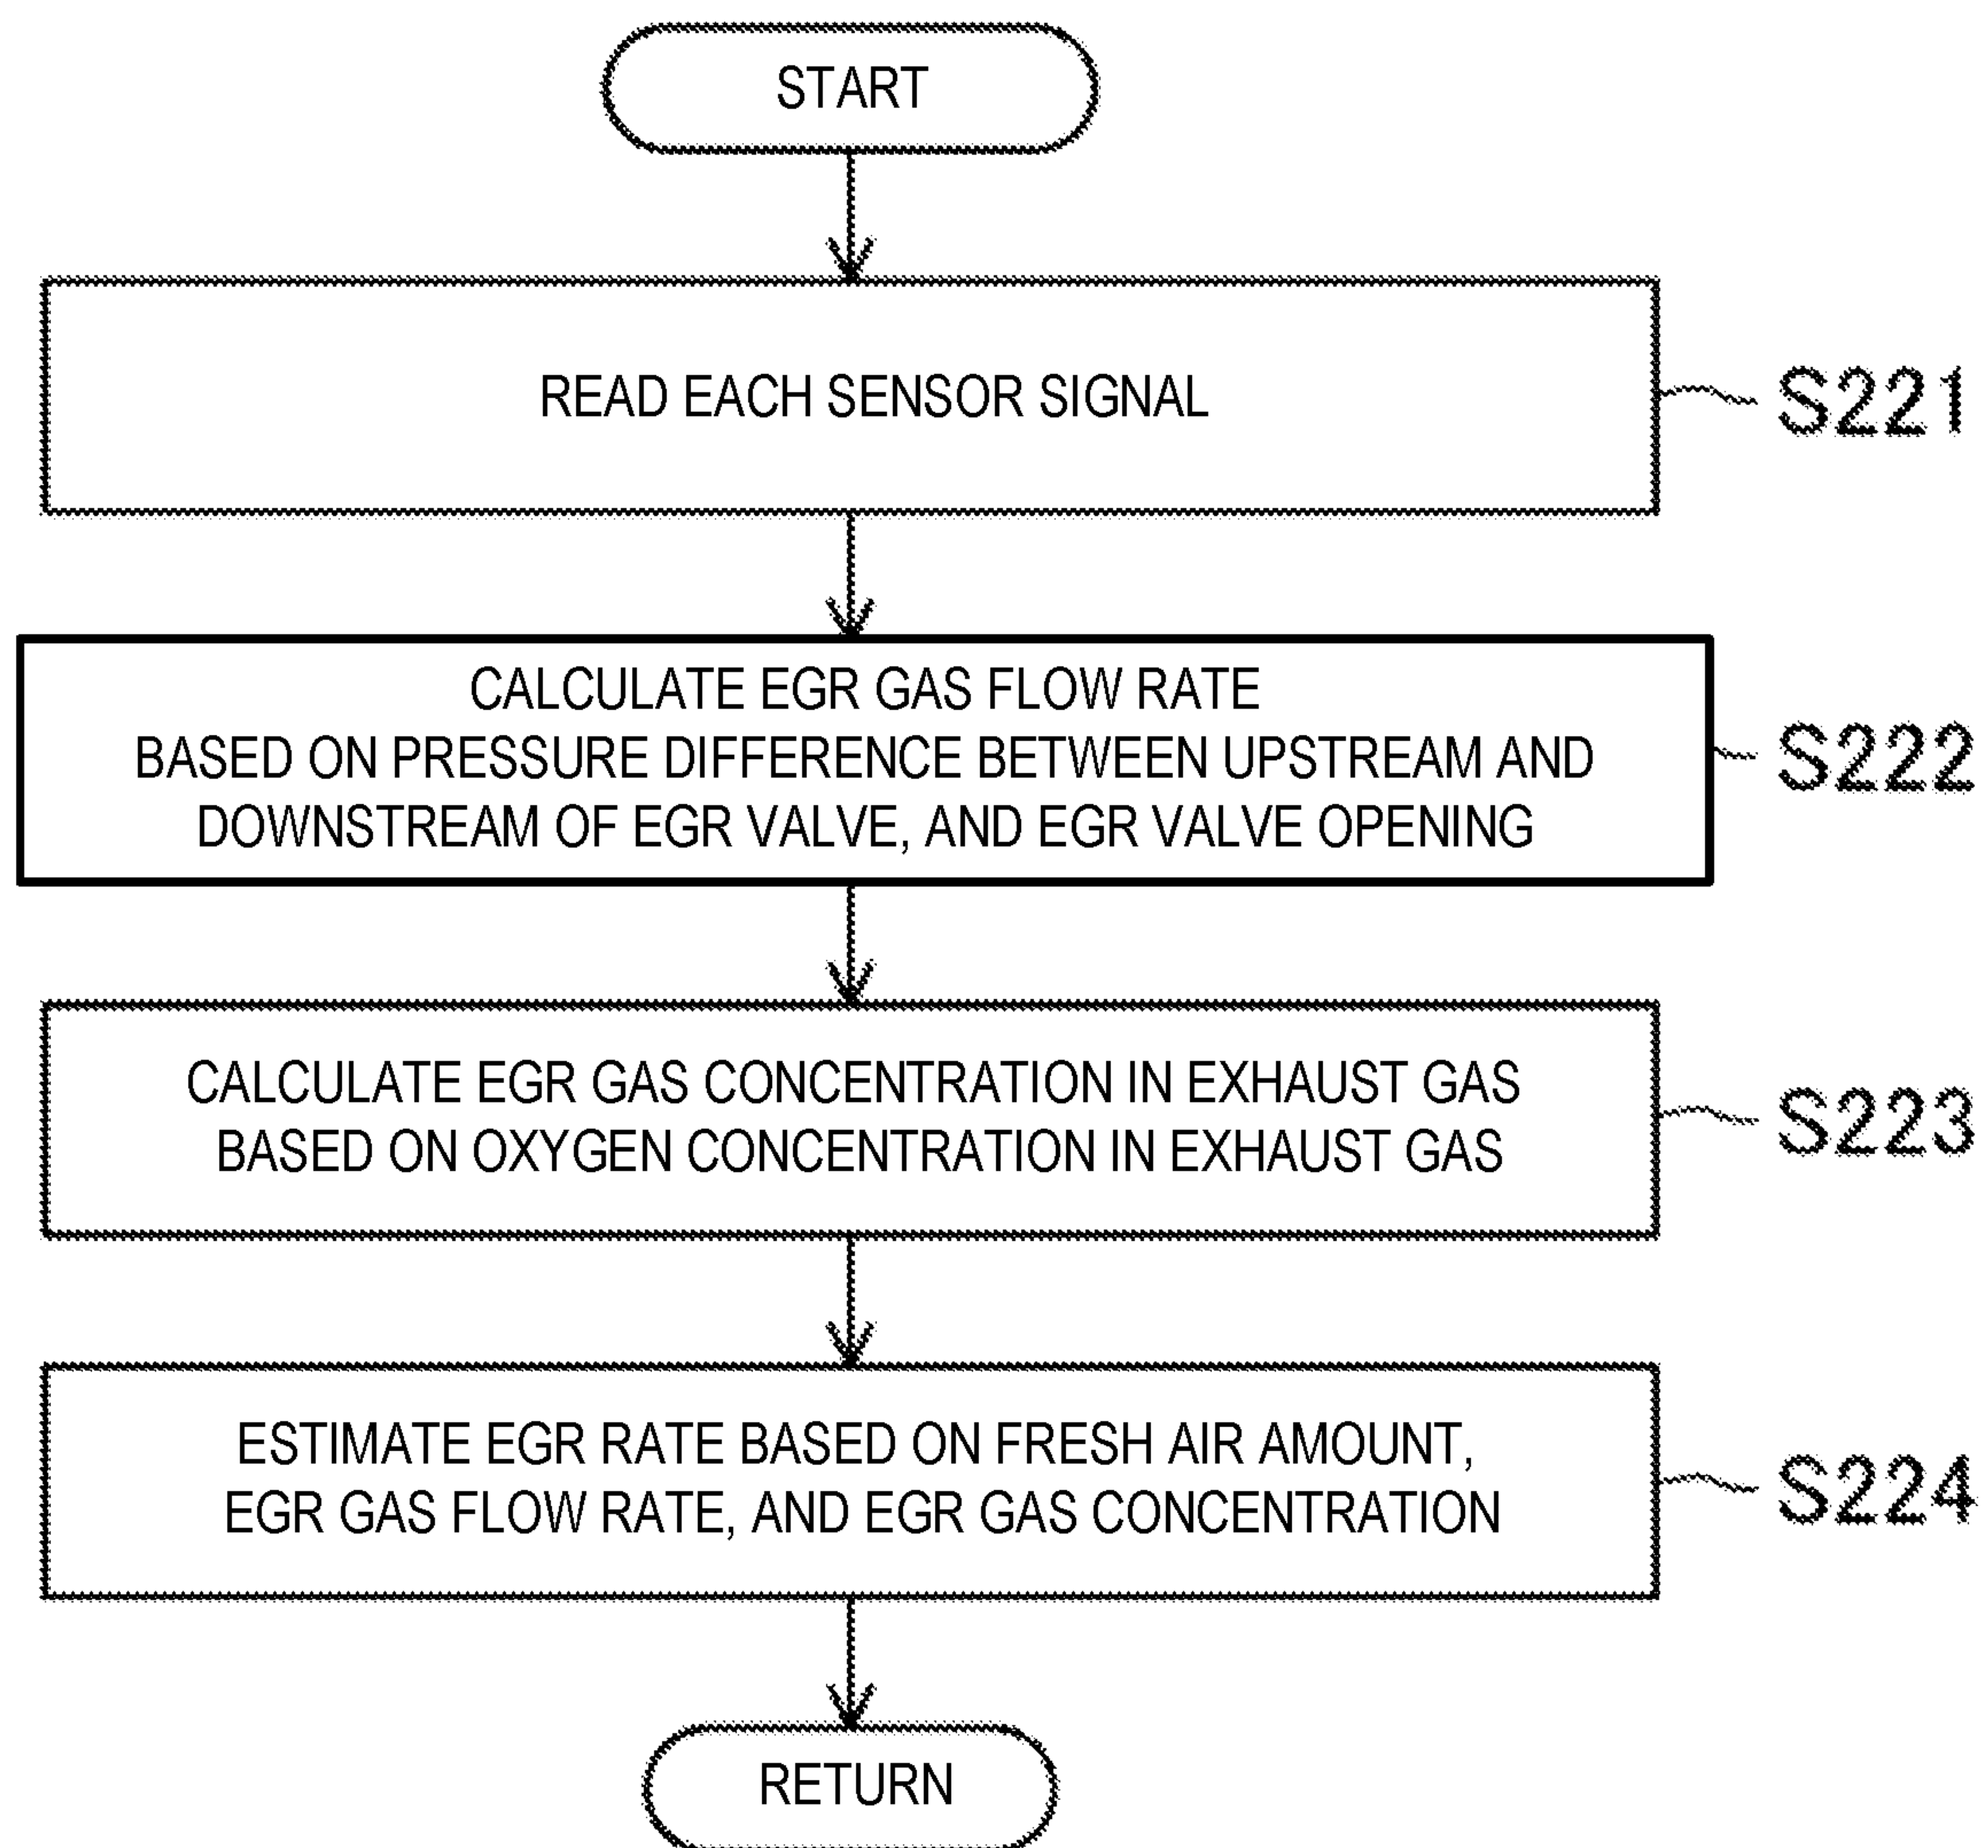 START
READ EACH SENSOR SIGNAL
S221
CALCULATE EGR GAS FLOW RATE
BASED ON PRESSURE DIFFERENCE BETWEEN UPSTREAM AND
DOWNSTREAM OF EGR VALVE, AND EGR VALVE OPENING
S222
CALCULATE EGR GAS CONCENTRATION IN EXHAUST GAS
BASED ON OXYGEN CONCENTRATION IN EXHAUST GAS
S223
ESTIMATE EGR RATE BASED ON FRESH AIR AMOUNT,
EGR GAS FLOW RATE, AND EGR GAS CONCENTRATION
S224
RETURN